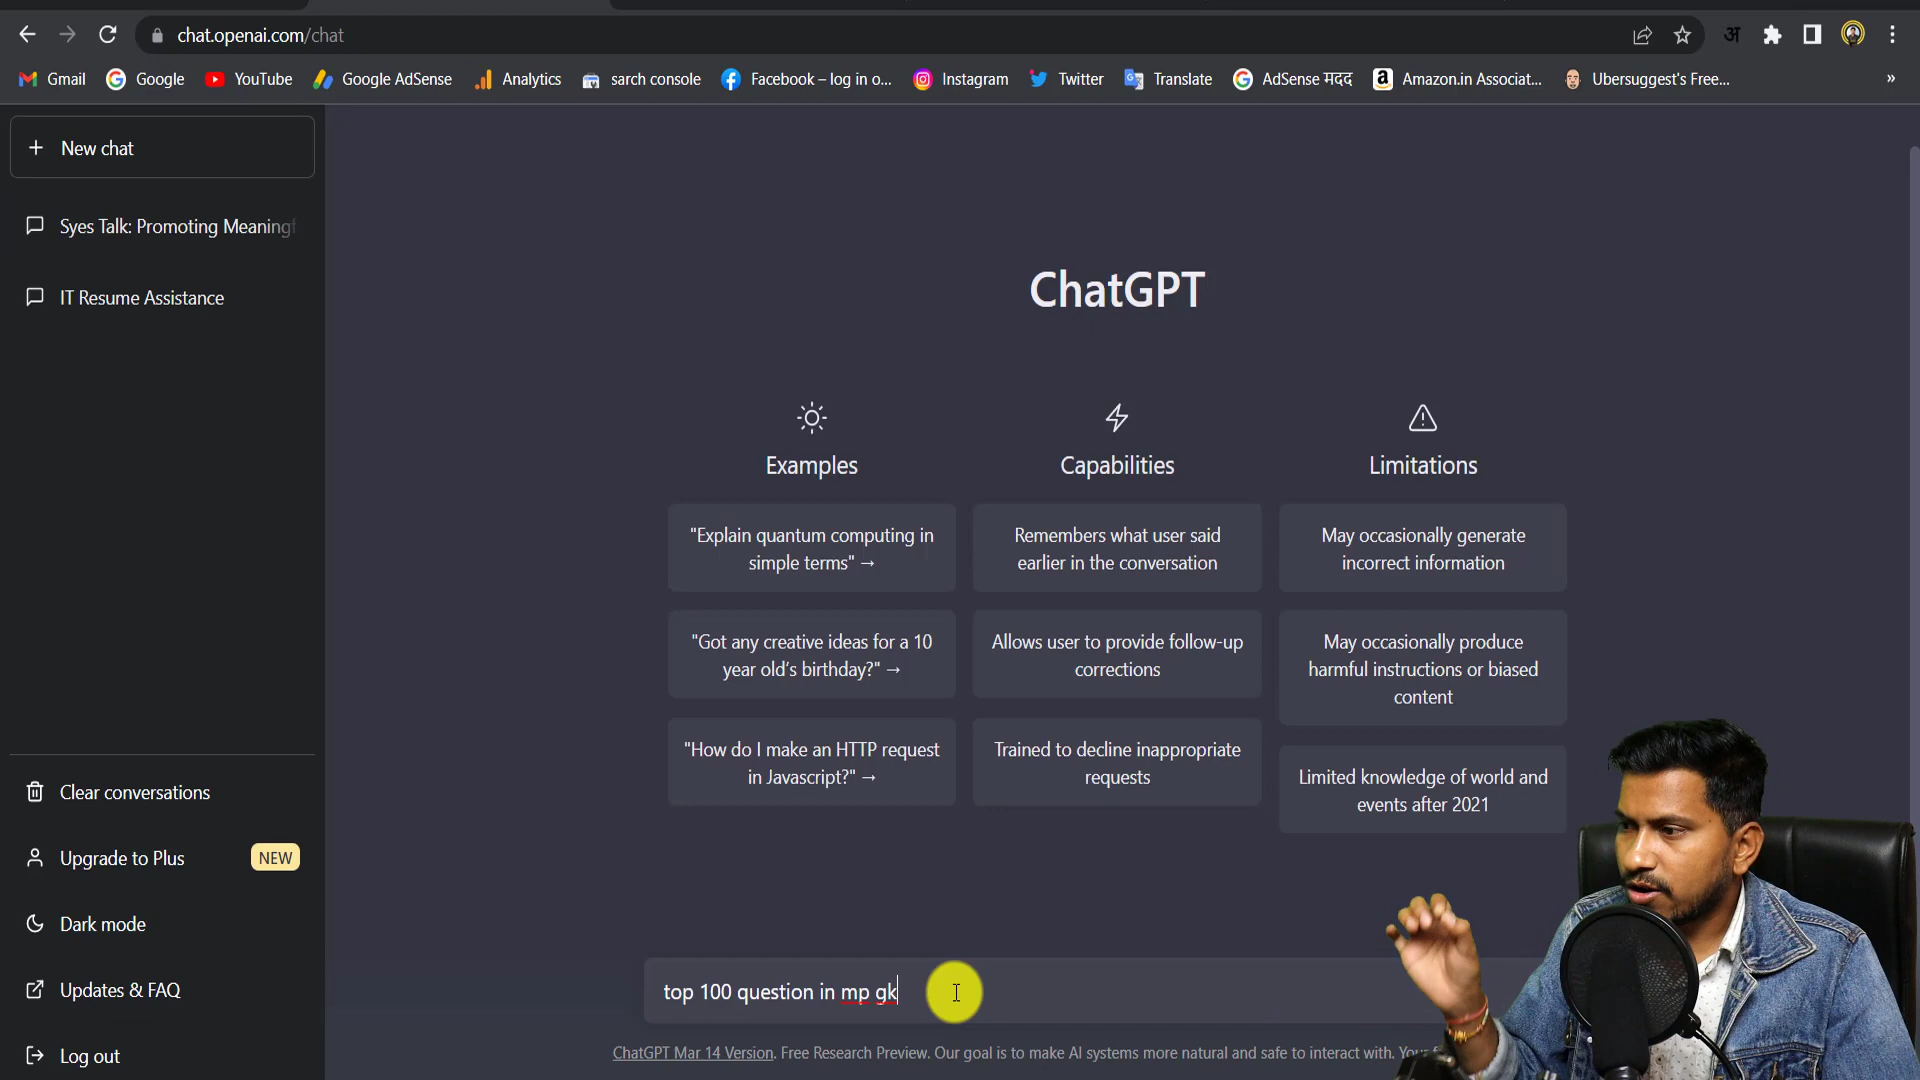 chat.openai.com/chat
अ
Gmail Google YouTube Google AdSense Analytics sarch console Facebook – log in o... Instagram Twitter Translate AdSense मदद Amazon.in Associat... Ubersuggest's Free... »
+ New chat
Syes Talk: Promoting Meaningf
IT Resume Assistance
ChatGPT
Examples
"Explain quantum computing in
simple terms" →
"Got any creative ideas for a 10
year old's birthday?" →
"How do I make an HTTP request
in Javascript?" →
Capabilities
Remembers what user said
earlier in the conversation
Allows user to provide follow-up
corrections
Trained to decline inappropriate
requests
Limitations
May occasionally generate
incorrect information
May occasionally produce
harmful instructions or biased
content
Limited knowledge of world and
events after 2021
Clear conversations
Upgrade to Plus NEW
Dark mode
Updates & FAQ
Log out
top 100 question in mp gk
ChatGPT Mar 14 Version. Free Research Preview. Our goal is to make AI systems more natural and safe to interact with.